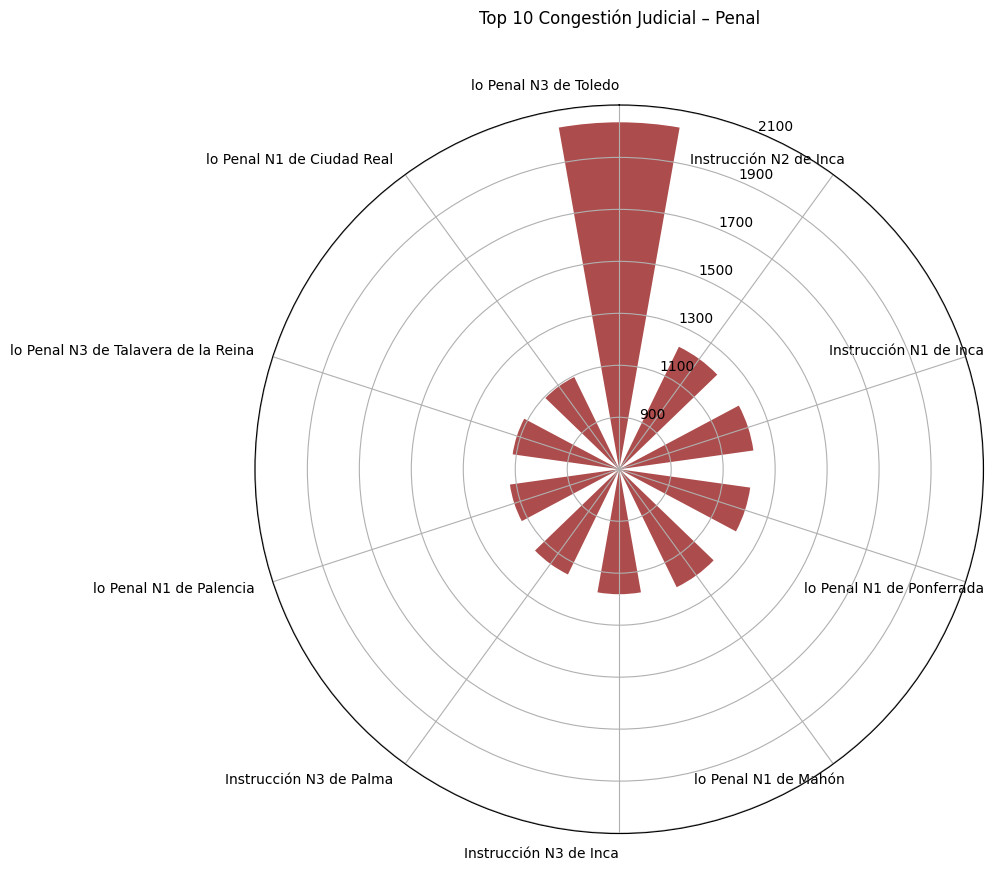 Top 10 Congestión Judicial – Penal
lo Penal N3 de Toledo
2100
lo Penal N1 de Ciudad Real
Instrucción N2 de Inca
1900
1700
1500
1300
lo Penal N3 de Talavera de la Reina
Instrucción N1 de Inca
1100
900
lo Penal N1 de Palencia
lo Penal N1 de Ponferrada
Instrucción N3 de Palma
lo Penal N1 de Mahón
Instrucción N3 de Inca